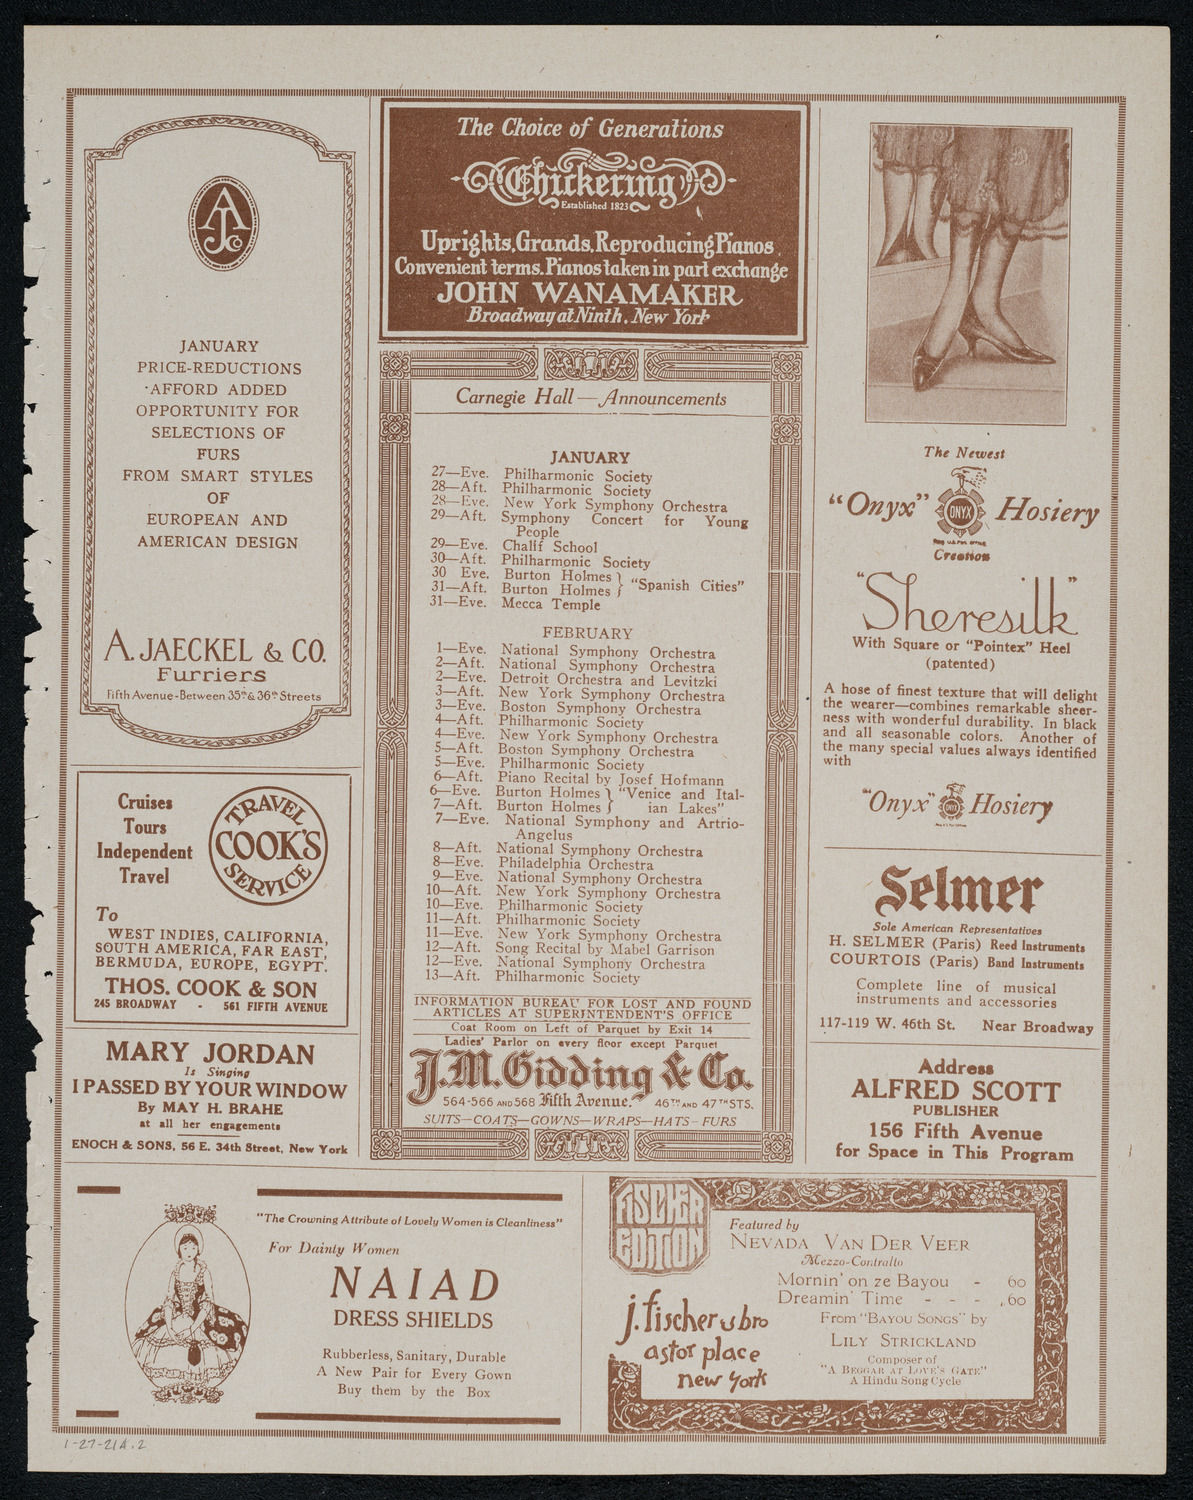 AJCo
JANUARY
PRICE-REDUCTIONS
AFFORD ADDED
OPPORTUNITY FOR
SELECTIONS OF
FURS
FROM SMART STYLES
OF
EUROPEAN AND
AMERICAN DESIGN
A. JAECKEL & CO.
Furriers
Fifth Avenue-Between 35th & 36th Streets
Cruises
Tours
Independent
Travel
TRAVEL
COOK'S
SERVICE
To
WEST INDIES, CALIFORNIA,
SOUTH AMERICA, FAR EAST,
BERMUDA, EUROPE, EGYPT.
THOS. COOK & SON
245 BROADWAY - 561 FIFTH AVENUE
MARY JORDAN
Is Singing
I PASSED BY YOUR WINDOW
By MAY H. BRAHE
at all her engagements
ENOCH & SONS, 56 E. 34th Street, New York
The Choice of Generations
Chickering
Established 1823
Uprights, Grands, Reproducing Pianos
Convenient terms. Pianos taken in part exchange
JOHN WANAMAKER
Broadway at Ninth, New York
Carnegie Hall—Announcements
JANUARY
27—Eve. Philharmonic Society
28—Aft. Philharmonic Society
28—Eve. New York Symphony Orchestra
29—Aft. Symphony Concert for Young
People
29—Eve. Chalif School
30—Aft. Philharmonic Society
30 Eve. Burton Holmes } "Spanish Cities"
31—Aft. Burton Holmes }
31—Eve. Mecca Temple
FEBRUARY
1—Eve. National Symphony Orchestra
2—Aft. National Symphony Orchestra
2—Eve. Detroit Orchestra and Levitzki
3—Aft. New York Symphony Orchestra
3—Eve. Boston Symphony Orchestra
4—Aft. Philharmonic Society
4—Eve. New York Symphony Orchestra
5—Aft. Boston Symphony Orchestra
5—Eve. Philharmonic Society
6—Aft. Piano Recital by Josef Hofmann
6—Eve. Burton Holmes } "Venice and Ital-
7—Aft. Burton Holmes } ian Lakes"
7—Eve. National Symphony and Artrio-
Angelus
8—Aft. National Symphony Orchestra
8—Eve. Philadelphia Orchestra
9—Eve. National Symphony Orchestra
10—Aft. New York Symphony Orchestra
10—Eve. Philharmonic Society
11—Aft. Philharmonic Society
11—Eve. New York Symphony Orchestra
12—Aft. Song Recital by Mabel Garrison
12—Eve. National Symphony Orchestra
13—Aft. Philharmonic Society
INFORMATION BUREAU FOR LOST AND FOUND
ARTICLES AT SUPERINTENDENT'S OFFICE
Coat Room on Left of Parquet by Exit 14
Ladies' Parlor on every floor except Parquet
J.M. Gidding & Co.
564-566 AND 568 Fifth Avenue. 46TH AND 47TH STS.
SUITS—COATS—GOWNS—WRAPS—HATS-FURS
The Newest
"Onyx" ONYX Hosiery
Reg. U.S. Pat. Office
Creation
"Sheresilk"
With Square or "Pointex" Heel
(patented)
A hose of finest texture that will delight
the wearer—combines remarkable sheer-
ness with wonderful durability. In black
and all seasonable colors. Another of
the many special values always identified
with
"Onyx" Hosiery
Selmer
Sole American Representatives
H. SELMER (Paris) Reed Instruments
COURTOIS (Paris) Band Instruments
Complete line of musical
instruments and accessories
117-119 W. 46th St. Near Broadway
Address
ALFRED SCOTT
PUBLISHER
156 Fifth Avenue
for Space in This Program
"The Crowning Attribute of Lovely Women is Cleanliness"
For Dainty Women
NAIAD
DRESS SHIELDS
Rubberless, Sanitary, Durable
A New Pair for Every Gown
Buy them by the Box
FISCHER
EDITION
j. fischer & bro
astor place
new york
Featured by
NEVADA VAN DER VEER
Mezzo-Contralto
Mornin' on ze Bayou - 60
Dreamin' Time - - - .60
From "BAYOU SONGS" by
LILY STRICKLAND
Composer of
"A BEGGAR AT LOVE'S GATE"
A Hindu Song Cycle
1-27-21A.2